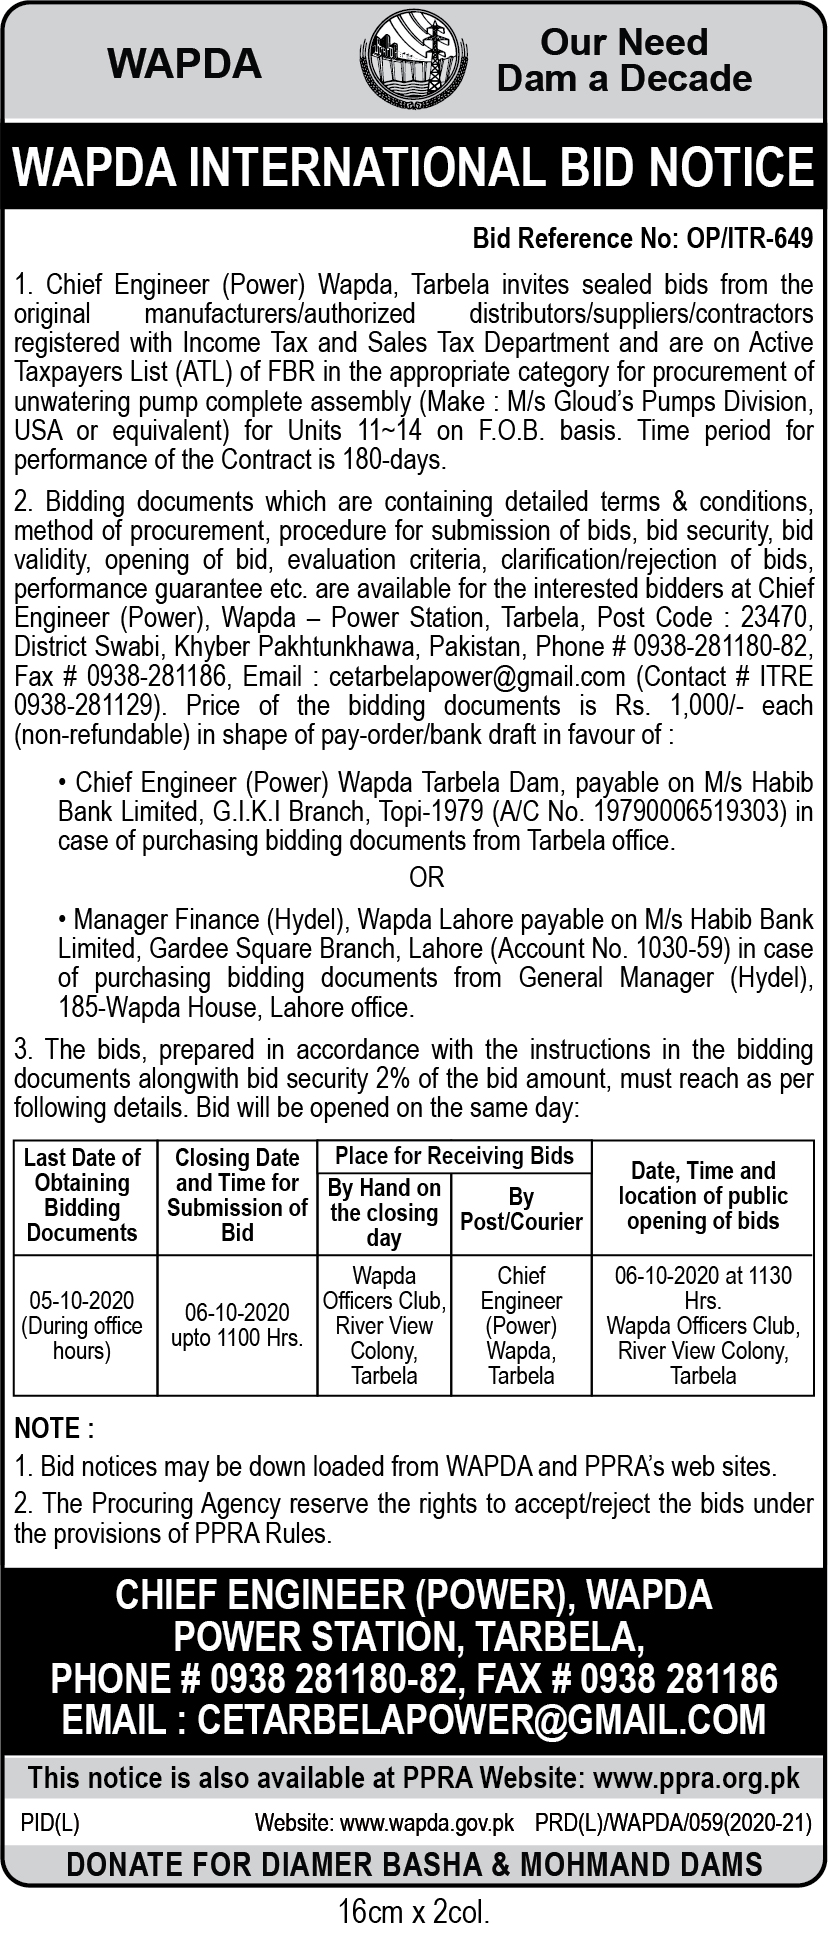 WAPDA
Our Need
Dam a Decade
WAPDA INTERNATIONAL BID NOTICE
Bid Reference No: OP/ITR-649
1. Chief Engineer (Power) Wapda, Tarbela invites sealed bids from the
original manufacturers/authorized distributors/suppliers/contractors
registered with Income Tax and Sales Tax Department and are on Active
Taxpayers List (ATL) of FBR in the appropriate category for procurement of
unwatering pump complete assembly (Make : M/s Gloud's Pumps Division,
USA or equivalent) for Units 11~14 on F.O.B. basis. Time period for
performance of the Contract is 180-days.
2. Bidding documents which are containing detailed terms & conditions,
method of procurement, procedure for submission of bids, bid security, bid
validity, opening of bid, evaluation criteria, clarification/rejection of bids,
performance guarantee etc. are available for the interested bidders at Chief
Engineer (Power), Wapda – Power Station, Tarbela, Post Code : 23470,
District Swabi, Khyber Pakhtunkhawa, Pakistan, Phone # 0938-281180-82,
Fax # 0938-281186, Email : cetarbelapower@gmail.com (Contact # ITRE
0938-281129). Price of the bidding documents is Rs. 1,000/- each
(non-refundable) in shape of pay-order/bank draft in favour of :
• Chief Engineer (Power) Wapda Tarbela Dam, payable on M/s Habib
Bank Limited, G.I.K.I Branch, Topi-1979 (A/C No. 19790006519303) in
case of purchasing bidding documents from Tarbela office.
OR
• Manager Finance (Hydel), Wapda Lahore payable on M/s Habib Bank
Limited, Gardee Square Branch, Lahore (Account No. 1030-59) in case
of purchasing bidding documents from General Manager (Hydel),
185-Wapda House, Lahore office.
3. The bids, prepared in accordance with the instructions in the bidding
documents alongwith bid security 2% of the bid amount, must reach as per
following details. Bid will be opened on the same day:
Last Date of
Obtaining
Bidding
Documents
Closing Date
and Time for
Submission of
Bid
Place for Receiving Bids
By Hand on
the closing
day
By
Post/Courier
Date, Time and
location of public
opening of bids
05-10-2020
(During office
hours)
06-10-2020
upto 1100 Hrs.
Wapda
Officers Club,
River View
Colony,
Tarbela
Chief
Engineer
(Power)
Wapda,
Tarbela
06-10-2020 at 1130
Hrs.
Wapda Officers Club,
River View Colony,
Tarbela
NOTE :
1. Bid notices may be down loaded from WAPDA and PPRA's web sites.
2. The Procuring Agency reserve the rights to accept/reject the bids under
the provisions of PPRA Rules.
CHIEF ENGINEER (POWER), WAPDA
POWER STATION, TARBELA,
PHONE # 0938 281180-82, FAX # 0938 281186
EMAIL : CETARBELAPOWER@GMAIL.COM
This notice is also available at PPRA Website: www.ppra.org.pk
PID(L) Website: www.wapda.gov.pk PRD(L)/WAPDA/059(2020-21)
DONATE FOR DIAMER BASHA & MOHMAND DAMS
16cm x 2col.